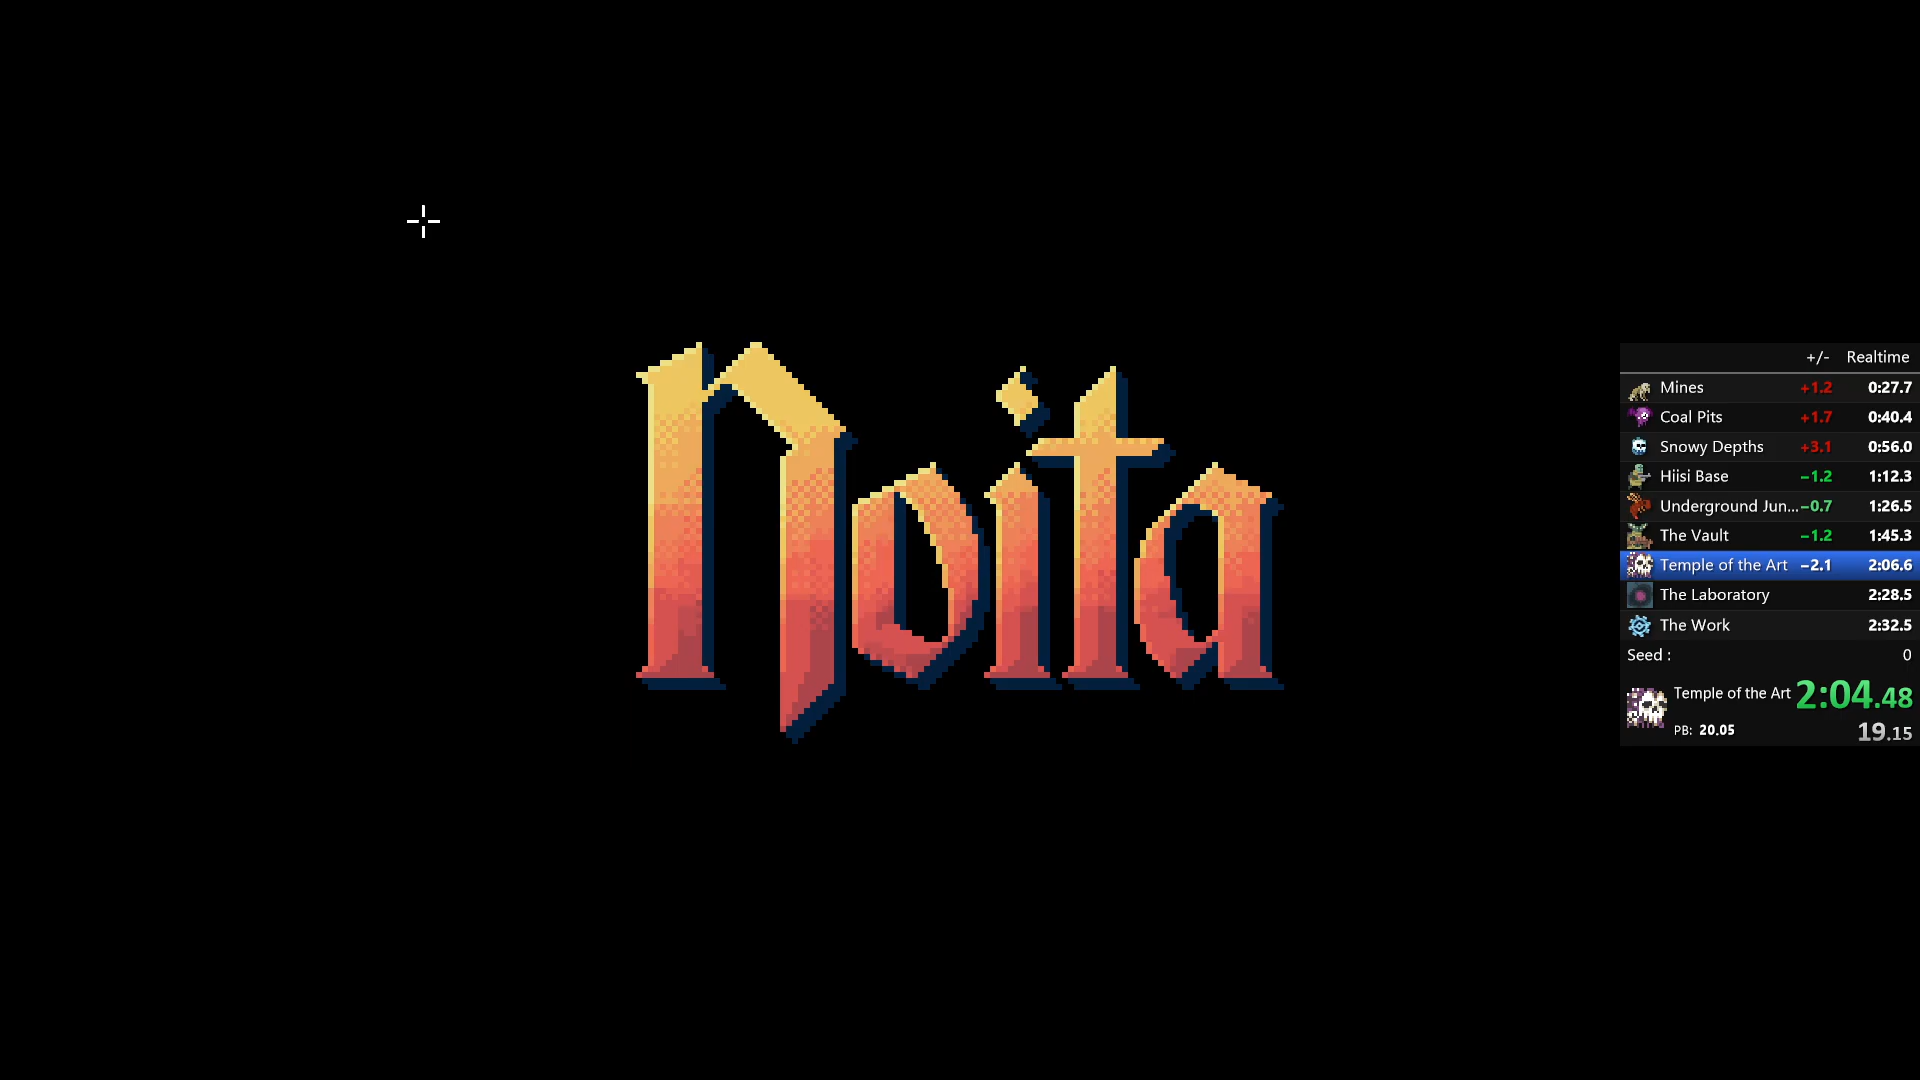 Noita
+/- Realtime
Mines +1.2 0:27.7
Coal Pits +1.7 0:40.4
Snowy Depths +3.1 0:56.0
Hiisi Base −1.2 1:12.3
Underground Jun... −0.7 1:26.5
The Vault −1.2 1:45.3
Temple of the Art −2.1 2:06.6
The Laboratory 2:28.5
The Work 2:32.5
Seed : 0
Temple of the Art 2:04.48
PB: 20.05 19.15